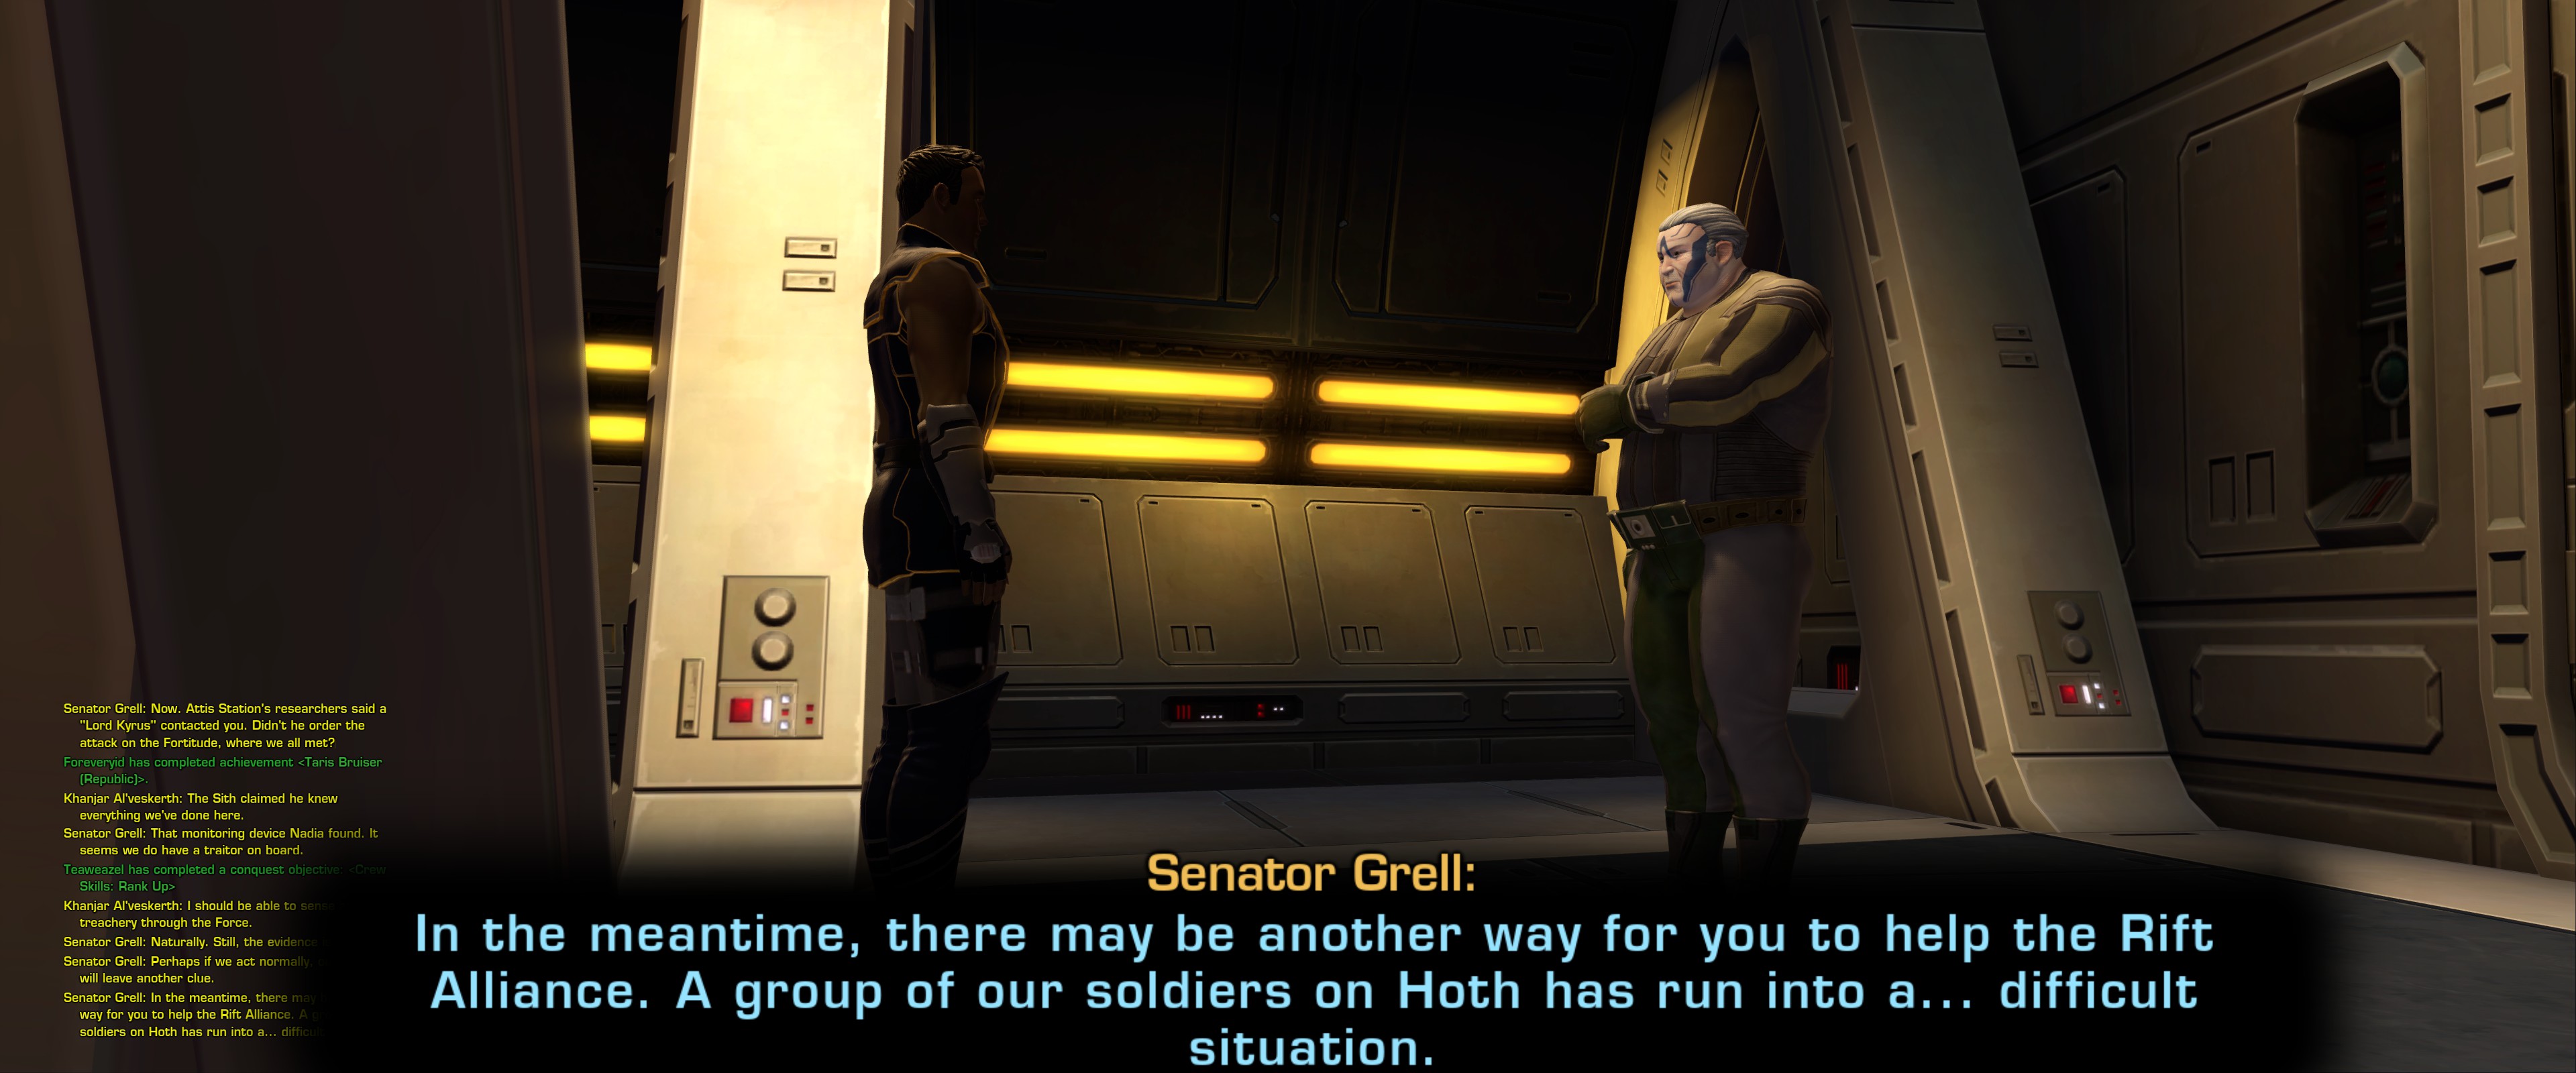 Senator Grell: Now. Attis Station's researchers said a
"Lord Kyrus" contacted you. Didn't he order the
attack on the Fortitude, where we all met?
Foreveryid has completed achievement <Taris Bruiser
(Republic)>.
Khanjar Al'veskerth: The Sith claimed he knew
everything we've done here.
Senator Grell: That monitoring device Nadia found. It
seems we do have a traitor on board.
Teaweazel has completed a conquest objective: <Crew
Skills: Rank Up>
Khanjar Al'veskerth: I should be able to sense
treachery through the Force.
Senator Grell: Naturally. Still, the evidence
Senator Grell: Perhaps if we act normally,
will leave another clue.
Senator Grell: In the meantime, there may
way for you to help the Rift Alliance. A
soldiers on Hoth has run into a... difficult
Senator Grell:
In the meantime, there may be another way for you to help the Rift
Alliance. A group of our soldiers on Hoth has run into a... difficult
situation.